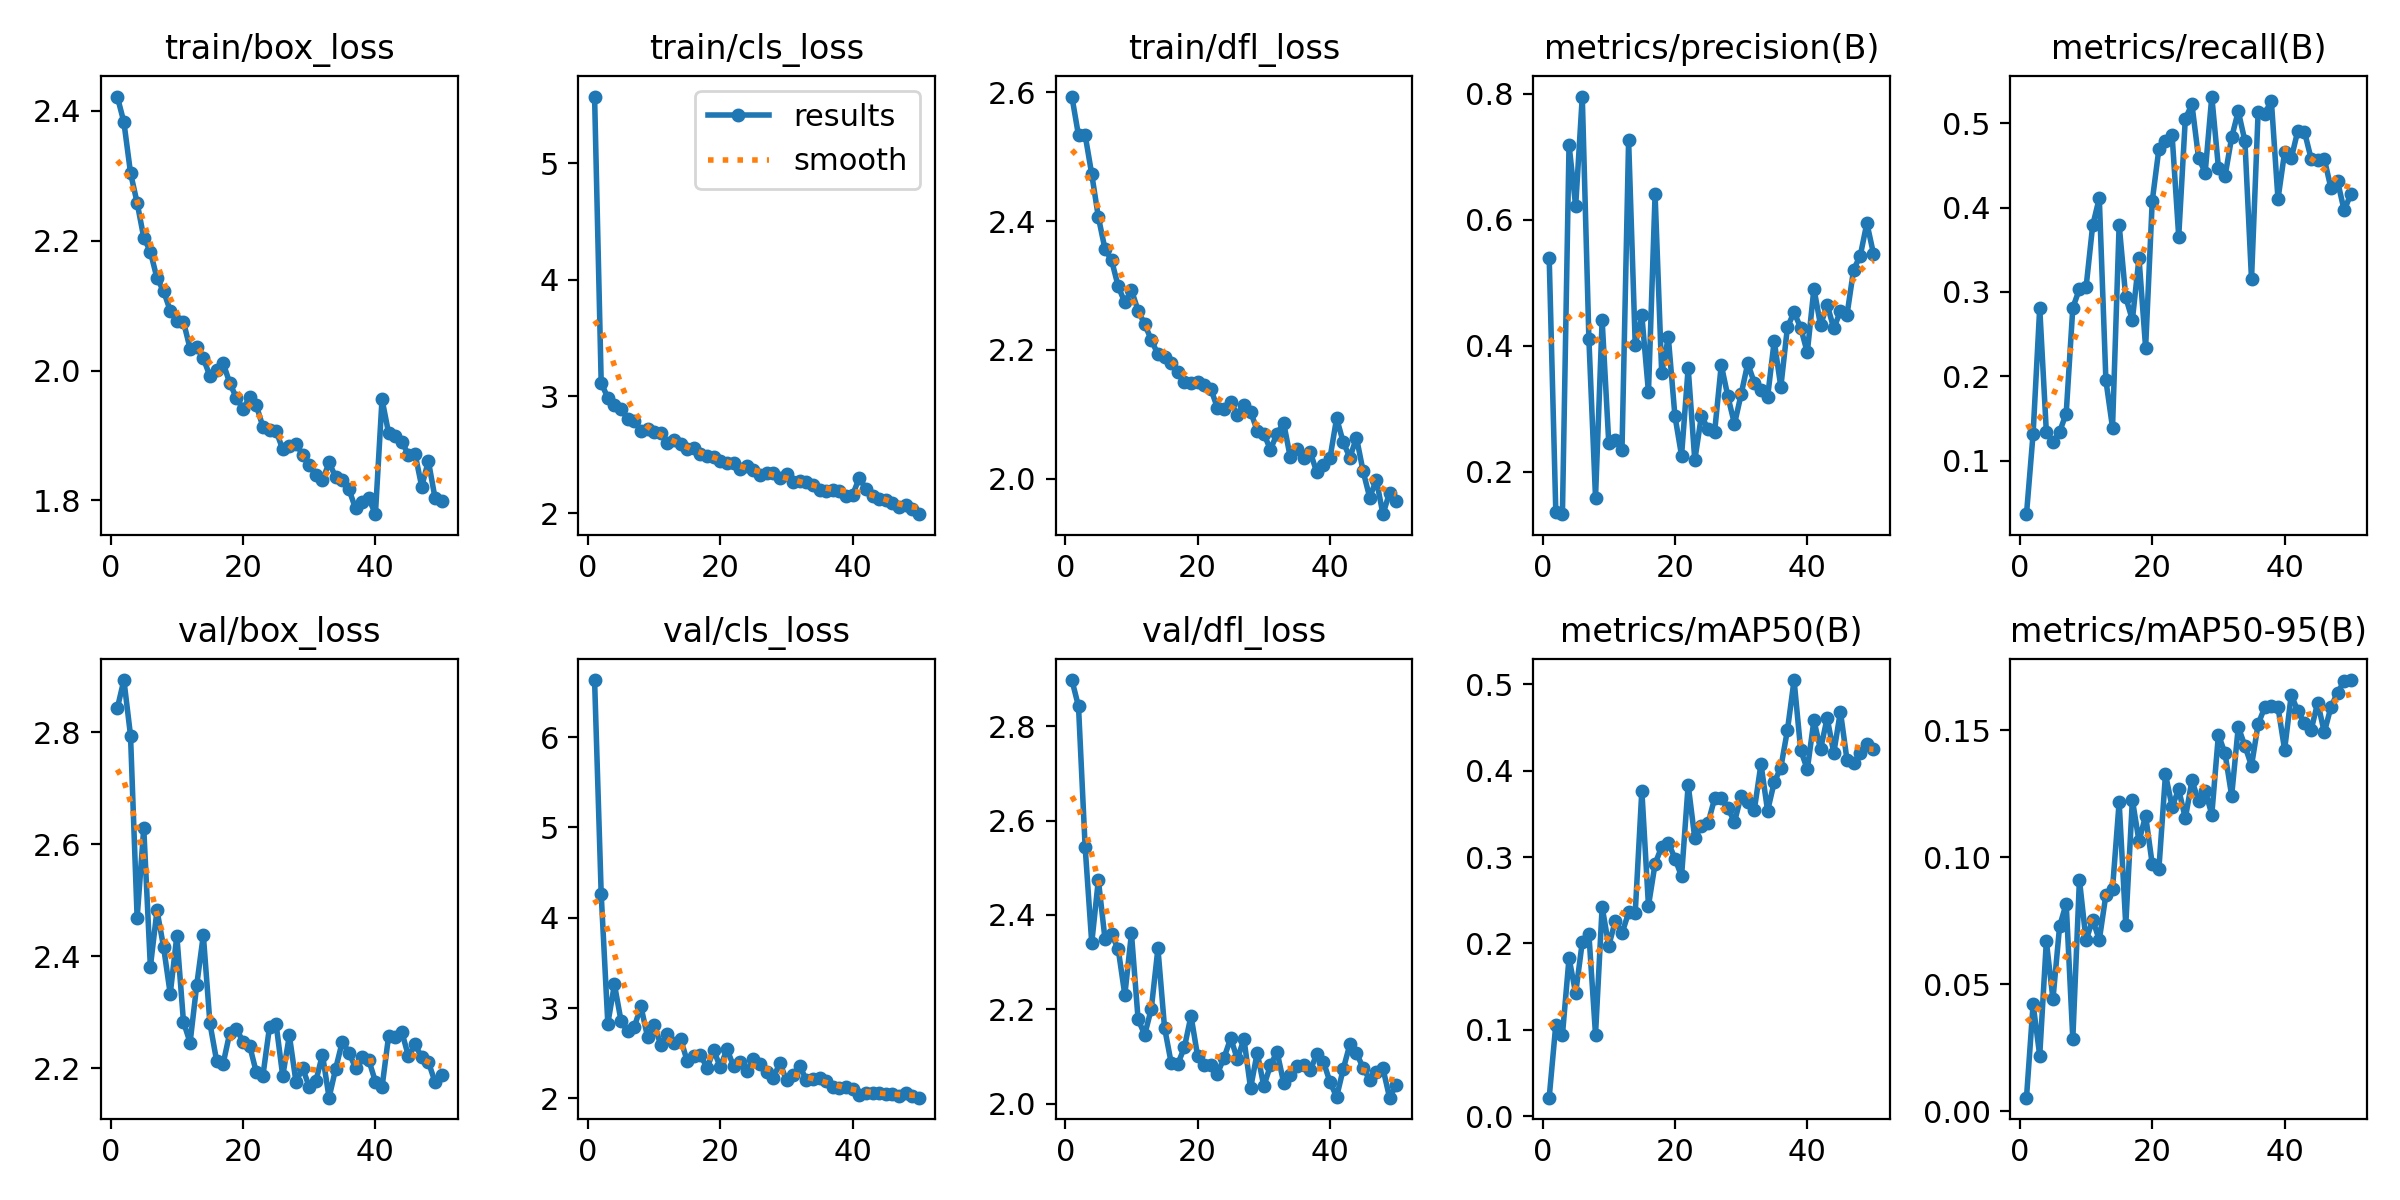 train/box_loss
2.4
2.2
2.0
1.8
0 20 40
train/cls_loss
results
smooth
5
4
3
2
0 20 40
train/dfl_loss
2.6
2.4
2.2
2.0
0 20 40
metrics/precision(B)
0.8
0.6
0.4
0.2
0 20 40
metrics/recall(B)
0.5
0.4
0.3
0.2
0.1
0 20 40
val/box_loss
2.8
2.6
2.4
2.2
0 20 40
val/cls_loss
6
5
4
3
2
0 20 40
val/dfl_loss
2.8
2.6
2.4
2.2
2.0
0 20 40
metrics/mAP50(B)
0.5
0.4
0.3
0.2
0.1
0.0
0 20 40
metrics/mAP50-95(B)
0.15
0.10
0.05
0.00
0 20 40